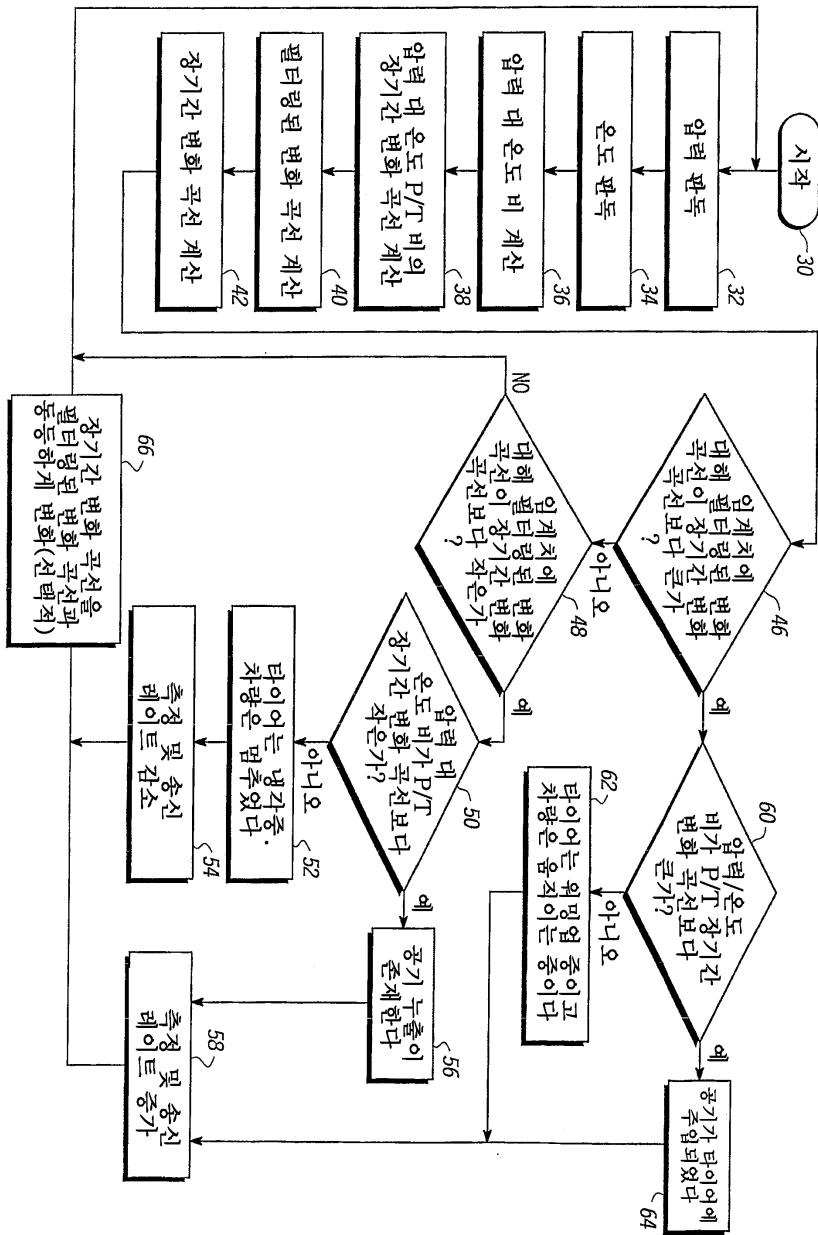 시작
30
압력 판독
32
온도 판독
34
압력 대 온도 비 계산
36
압력 대 온도 P/T 비의
장기간 변화 곡선 계산
38
필터링된 변화 곡선 계산
40
장기간 변화 곡선 계산
42
임계치에
대해 필터링된 변화
곡선이 장기간 변화
곡선보다 큰가
?
46
예
아니오
임계치에
대해 필터링된 변화
곡선이 장기간 변화
곡선보다 작은가
?
48
NO
예
압력 대
온도 비가 P/T
장기간 변화 곡선보다
작은가?
50
예
아니오
타이어는 냉각중.
차량은 멈추었다
52
측정 및 송신
레이트 감소
54
공기 누출이
존재한다
56
측정 및 송신
레이트 증가
58
압력/온도
비가 P/T 장기간
변화 곡선보다
큰가?
60
예
아니오
타이어는 워밍업 중이고
차량은 움직이는 중이다
62
공기가 타이어에
주입되었다
64
장기간 변화 곡선을
필터링된 변화 곡선과
동등하게 변화(선택적)
66